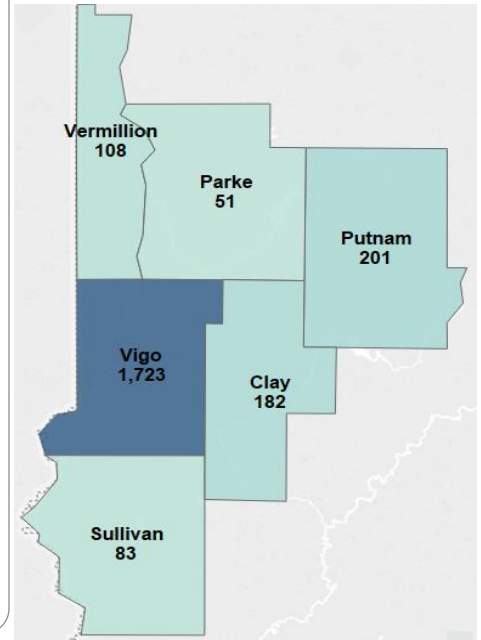 Vermillion
108
Parke
51
Putnam
201
Vigo
1,723
Clay
182
Sullivan
83